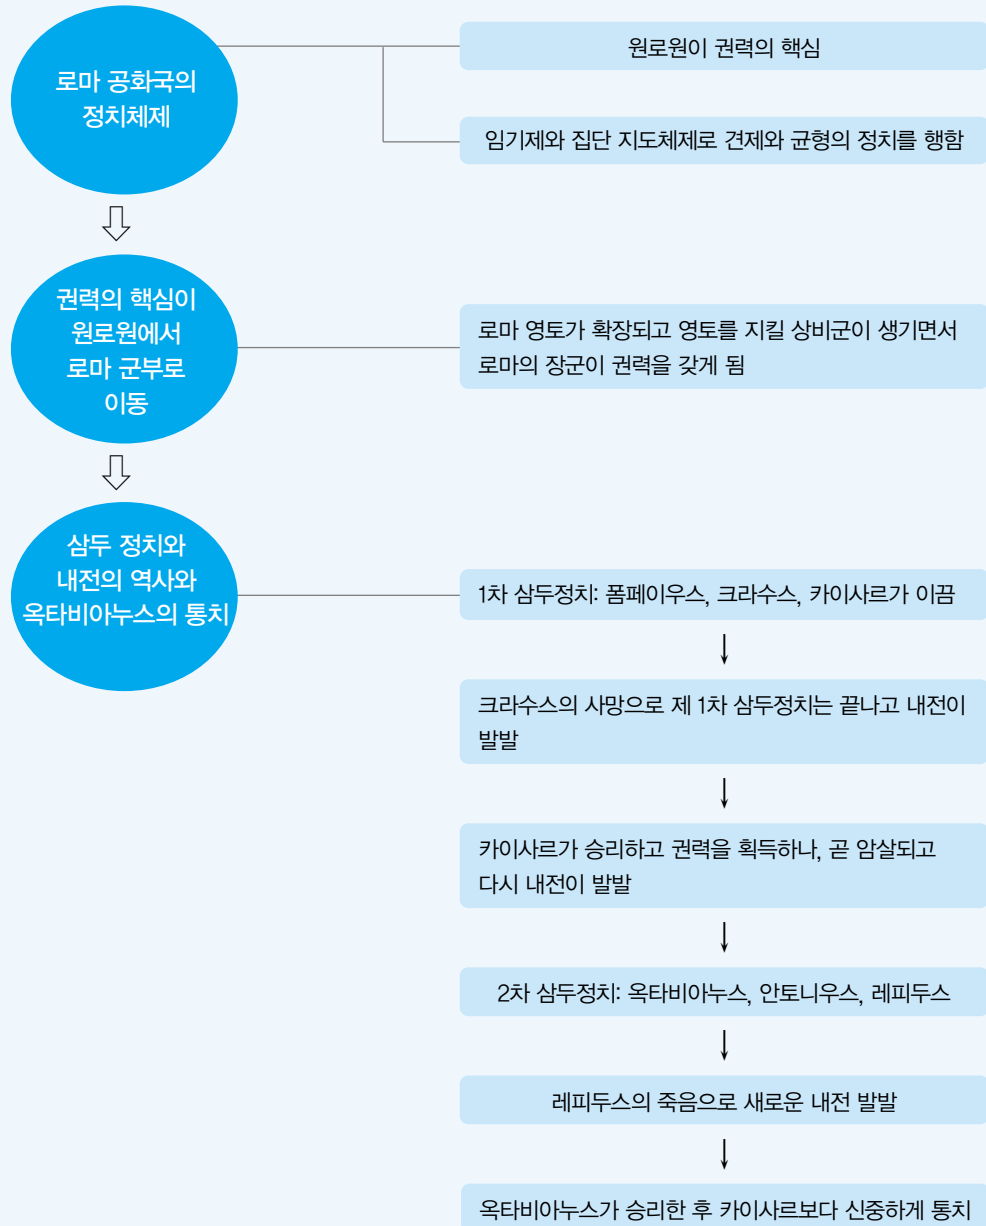 로마 공화국의
정치체제
원로원이 권력의 핵심
임기제와 집단 지도체제로 견제와 균형의 정치를 행함
권력의 핵심이
원로원에서
로마 군부로
이동
로마 영토가 확장되고 영토를 지킬 상비군이 생기면서
로마의 장군이 권력을 갖게 됨
삼두 정치와
내전의 역사와
옥타비아누스의 통치
1차 삼두정치: 폼페이우스, 크라수스, 카이사르가 이끔
크라수스의 사망으로 제 1차 삼두정치는 끝나고 내전이
발발
카이사르가 승리하고 권력을 획득하나, 곧 암살되고
다시 내전이 발발
2차 삼두정치: 옥타비아누스, 안토니우스, 레피두스
레피두스의 죽음으로 새로운 내전 발발
옥타비아누스가 승리한 후 카이사르보다 신중하게 통치